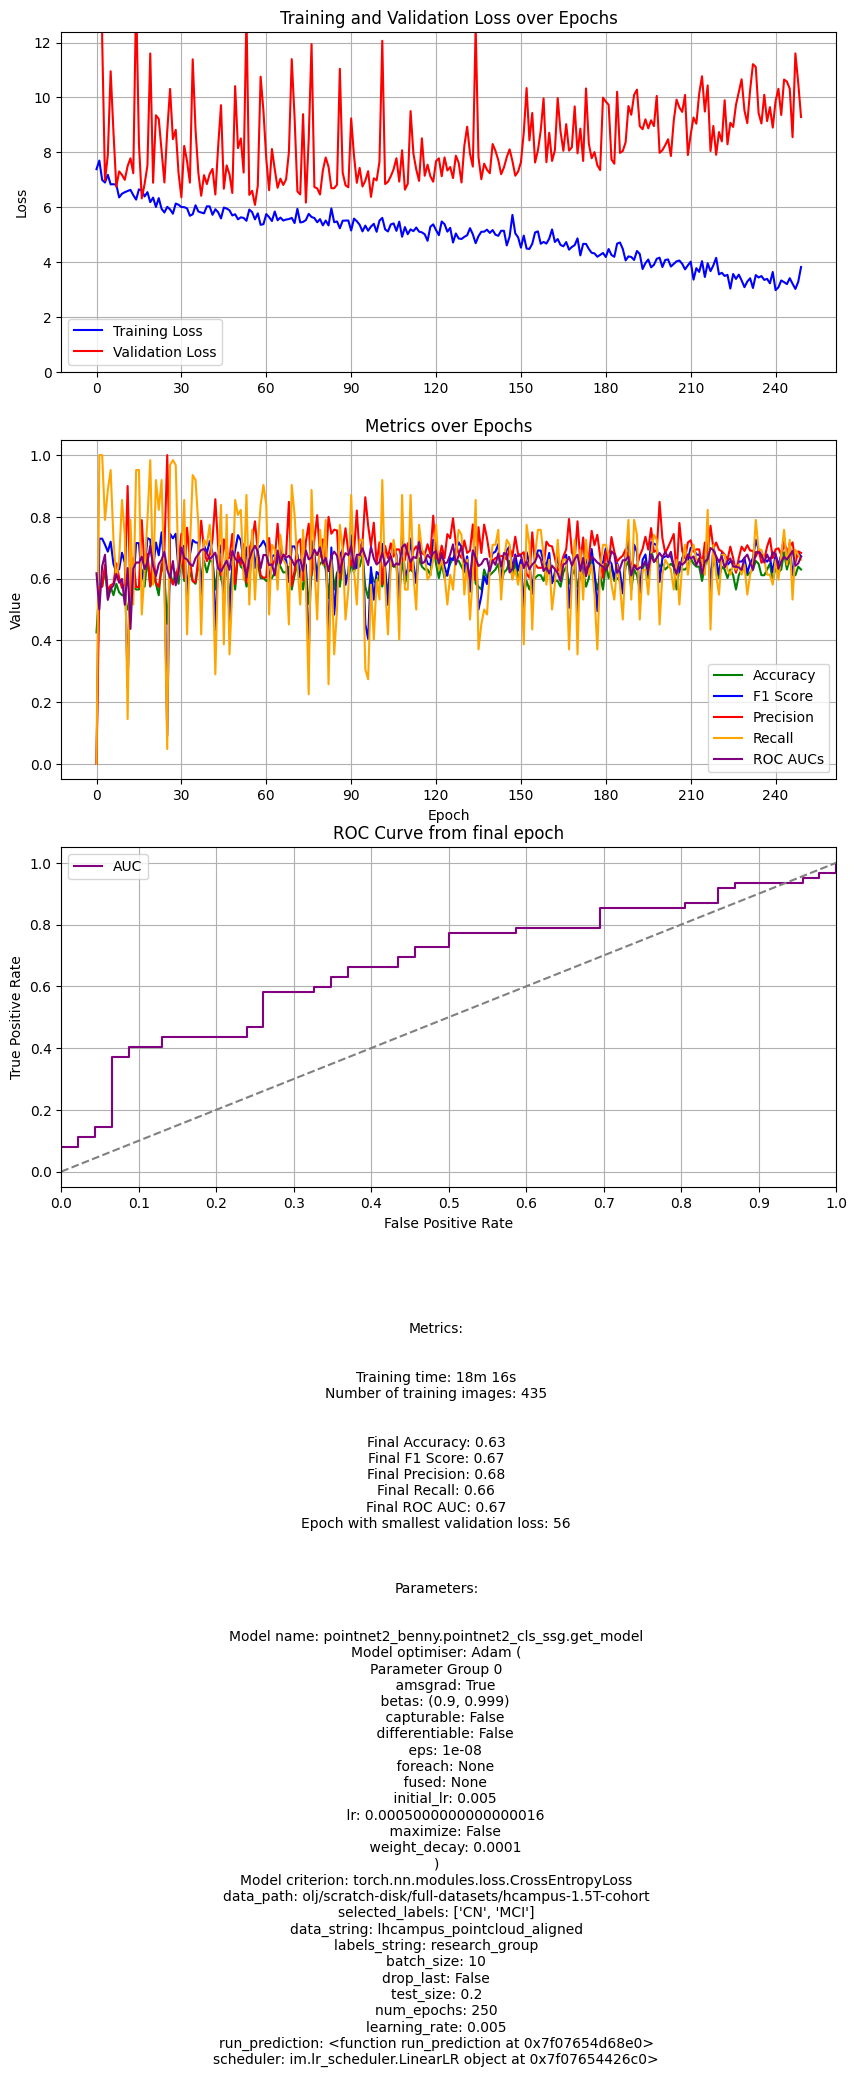 Training and Validation Loss over Epochs
12
10
8
6
4
2
0
Loss
Training Loss
Validation Loss
0 30 60 90 120 150 180 210 240
Metrics over Epochs
1.0
0.8
0.6
0.4
0.2
0.0
Value
Accuracy
F1 Score
Precision
Recall
ROC AUCs
0 30 60 90 120 150 180 210 240
Epoch
ROC Curve from final epoch
AUC
1.0
0.8
0.6
0.4
0.2
0.0
True Positive Rate
0.0 0.1 0.2 0.3 0.4 0.5 0.6 0.7 0.8 0.9 1.0
False Positive Rate
Metrics:
Training time: 18m 16s
Number of training images: 435
Final Accuracy: 0.63
Final F1 Score: 0.67
Final Precision: 0.68
Final Recall: 0.66
Final ROC AUC: 0.67
Epoch with smallest validation loss: 56
Parameters:
Model name: pointnet2_benny.pointnet2_cls_ssg.get_model
Model optimiser: Adam (
Parameter Group 0
amsgrad: True
betas: (0.9, 0.999)
capturable: False
differentiable: False
eps: 1e-08
foreach: None
fused: None
initial_lr: 0.005
lr: 0.0005000000000000016
maximize: False
weight_decay: 0.0001
)
Model criterion: torch.nn.modules.loss.CrossEntropyLoss
data_path: olj/scratch-disk/full-datasets/hcampus-1.5T-cohort
selected_labels: ['CN', 'MCI']
data_string: lhcampus_pointcloud_aligned
labels_string: research_group
batch_size: 10
drop_last: False
test_size: 0.2
num_epochs: 250
learning_rate: 0.005
run_prediction: <function run_prediction at 0x7f07654d68e0>
scheduler: im.lr_scheduler.LinearLR object at 0x7f07654426c0>